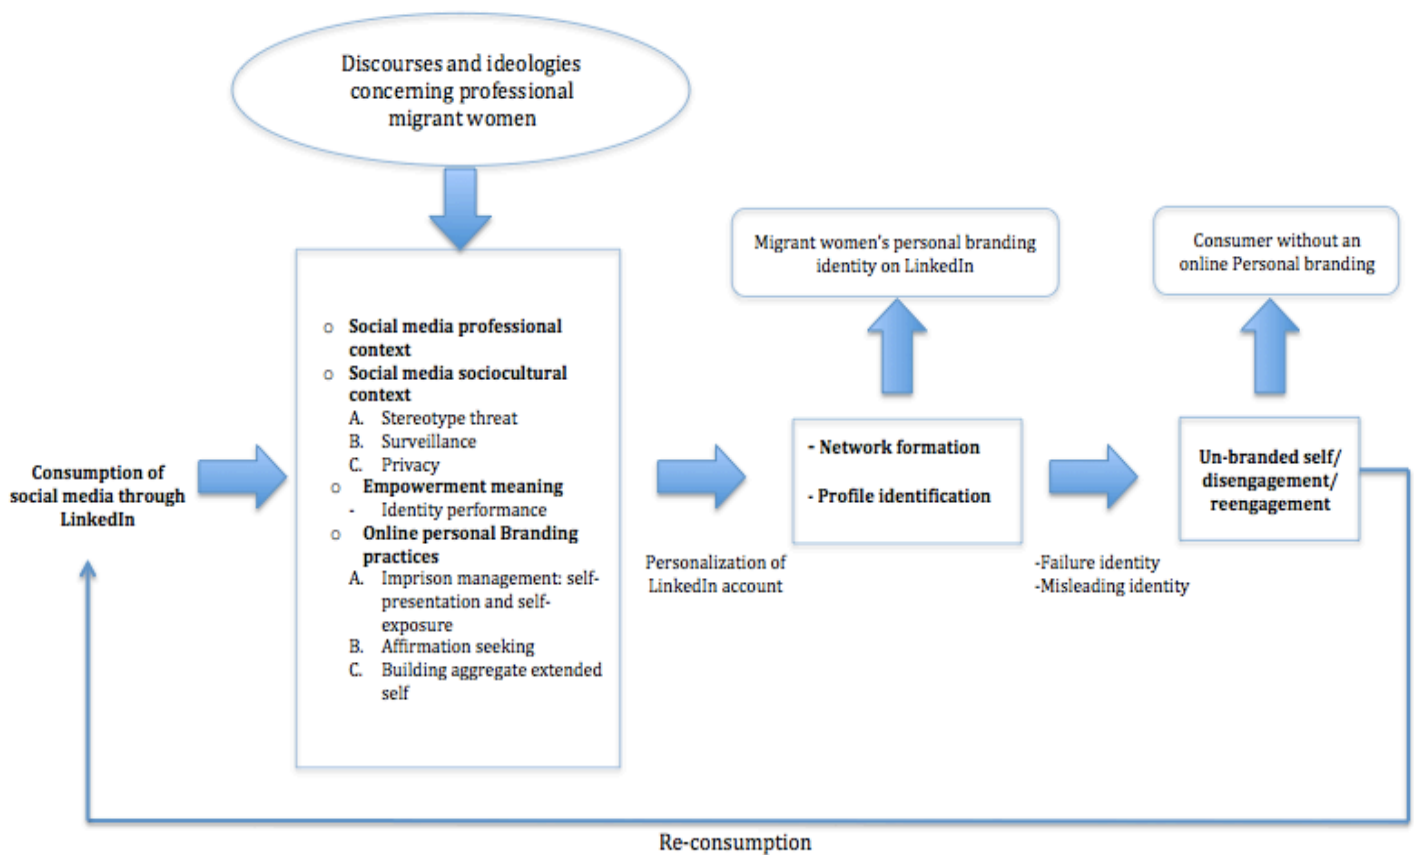 Discourses and ideologies
concerning professional
migrant women
Migrant women's personal branding
identity on LinkedIn
Consumer without an
online Personal branding
o Social media professional
context
o Social media sociocultural
context
A. Stereotype threat
B. Surveillance
C. Privacy
o Empowerment meaning
- Identity performance
o Online personal Branding
practices
A. Imprison management: self-
presentation and self-
exposure
B. Affirmation seeking
C. Building aggregate extended
self
Consumption of
social media through
LinkedIn
- Network formation
- Profile identification
Un-branded self/
disengagement/
reengagement
Personalization of
LinkedIn account
-Failure identity
-Misleading identity
Re-consumption